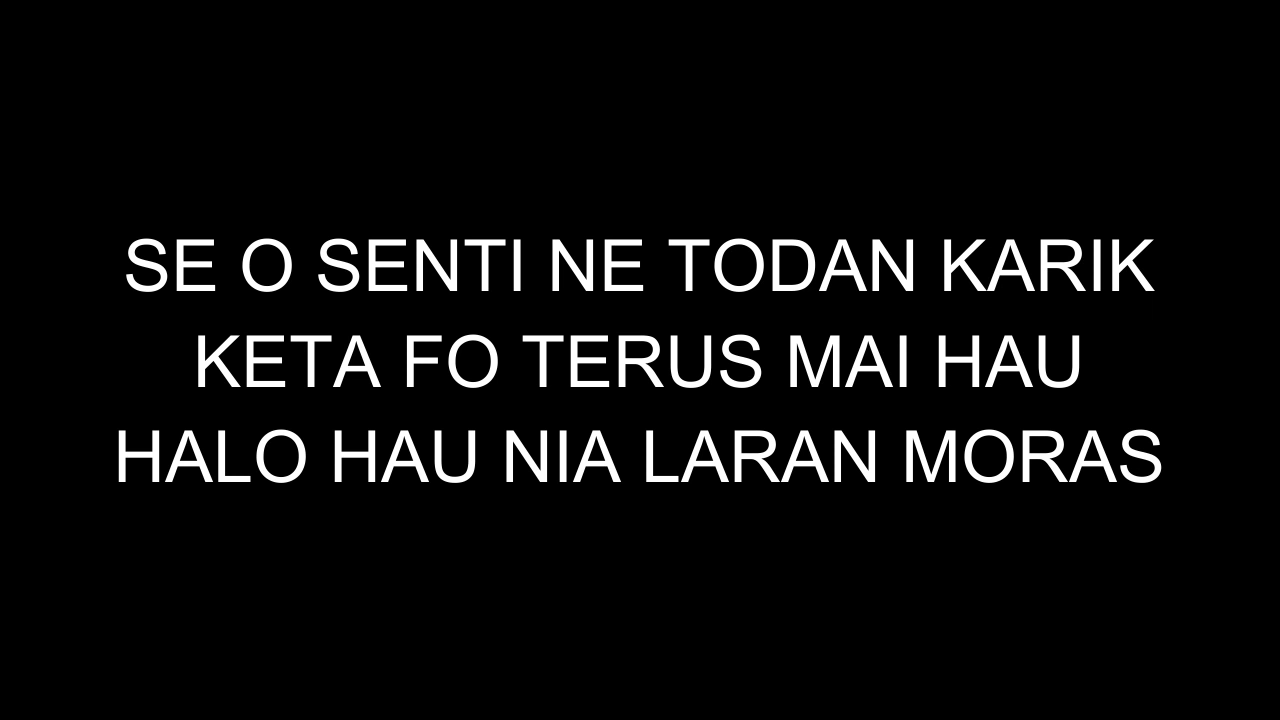 SE O SENTI NE TODAN KARIK
KETA FO TERUS MAI HAU
HALO HAU NIA LARAN MORAS